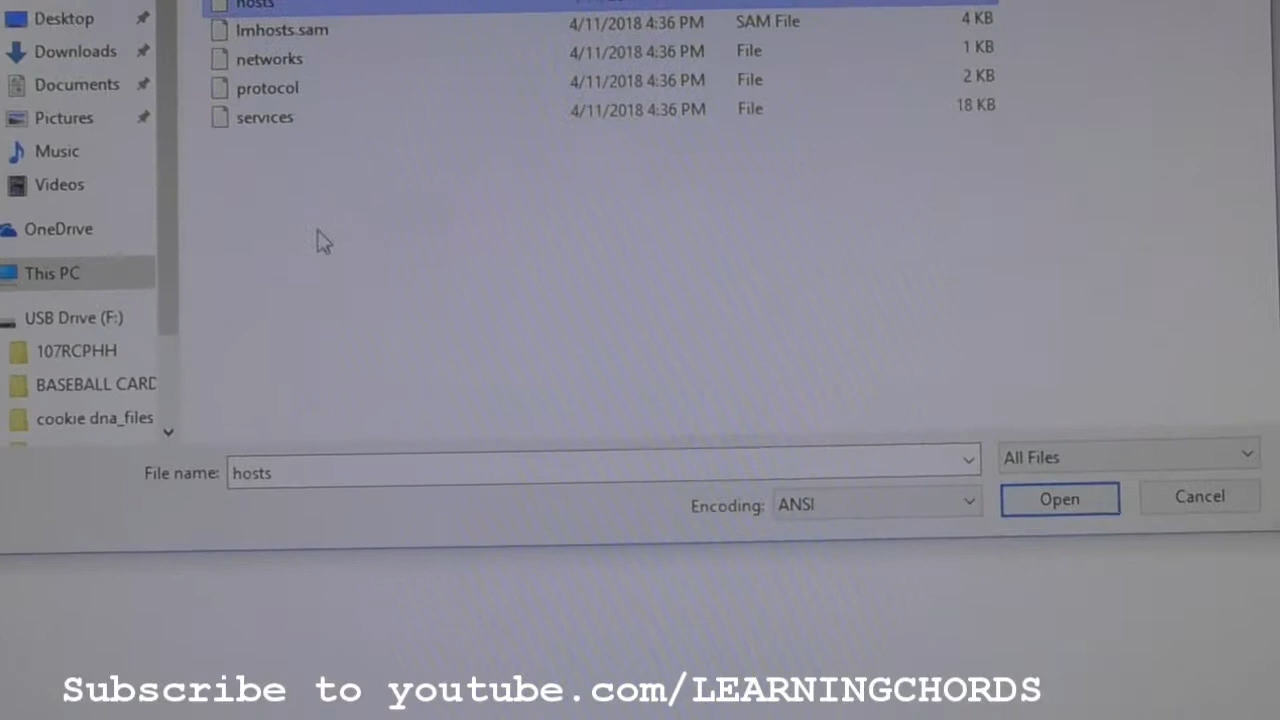 hosts
Desktop
lmhosts.sam 4/11/2018 4:36 PM SAM File 4 KB
Downloads
networks 4/11/2018 4:36 PM File 1 KB
Documents
protocol 4/11/2018 4:36 PM File 2 KB
Pictures
services 4/11/2018 4:36 PM File 18 KB
Music
Videos
OneDrive
This PC
USB Drive (F:)
107RCPHH
BASEBALL CARD
cookie dna_files
File name: hosts All Files
Encoding: ANSI Open Cancel
Subscribe to youtube.com/LEARNINGCHORDS